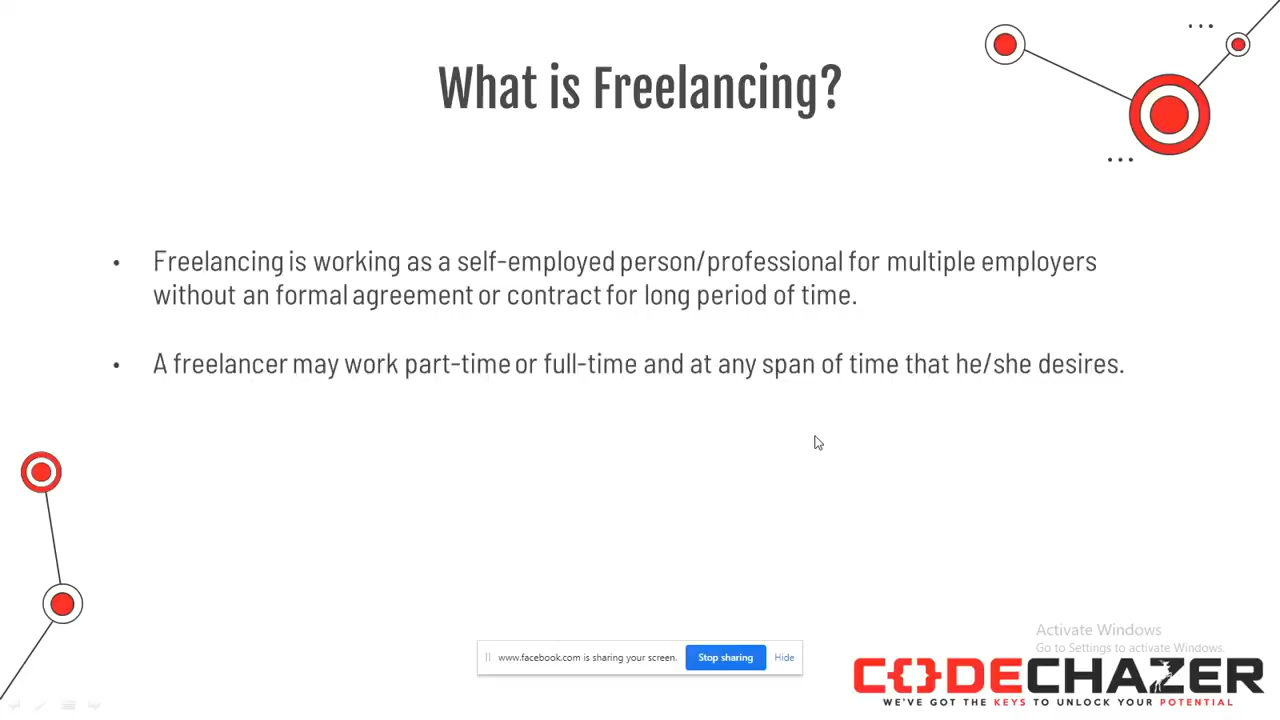 What is Freelancing?
• Freelancing is working as a self-employed person/professional for multiple employers
without an formal agreement or contract for long period of time.
• A freelancer may work part-time or full-time and at any span of time that he/she desires.
Activate Windows
Go to Settings to activate Windows.
www.facebook.com is sharing your screen.
Stop sharing
Hide
CODECHAZER
WE'VE GOT THE KEYS TO UNLOCK YOUR POTENTIAL